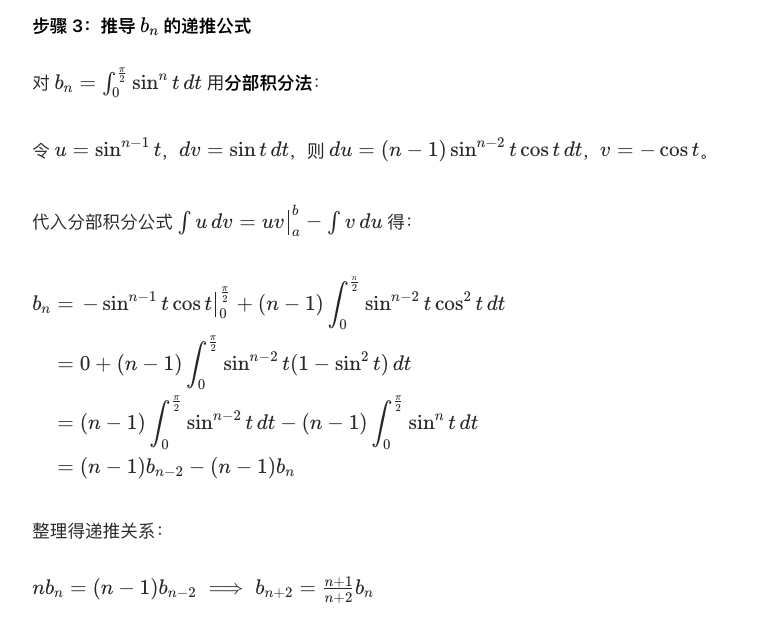 步骤 3：推导 $b_n$ 的递推公式
对 $b_n = \int_0^{\frac{\pi}{2}} \sin^n t\, dt$ 用分部积分法：
令 $u = \sin^{n-1} t$，$dv = \sin t\, dt$，则 $du = (n-1)\sin^{n-2} t \cos t\, dt$，$v = -\cos t$。
代入分部积分公式 $\int u\, dv = uv\big|_a^b - \int v\, du$ 得：
$b_n = -\sin^{n-1} t \cos t\big|_0^{\frac{\pi}{2}} + (n-1)\int_0^{\frac{\pi}{2}} \sin^{n-2} t \cos^2 t\, dt$
$= 0 + (n-1)\int_0^{\frac{\pi}{2}} \sin^{n-2} t(1 - \sin^2 t)\, dt$
$= (n-1)\int_0^{\frac{\pi}{2}} \sin^{n-2} t\, dt - (n-1)\int_0^{\frac{\pi}{2}} \sin^n t\, dt$
$= (n-1)b_{n-2} - (n-1)b_n$
整理得递推关系：
$nb_n = (n-1)b_{n-2} \implies b_{n+2} = \frac{n+1}{n+2}b_n$